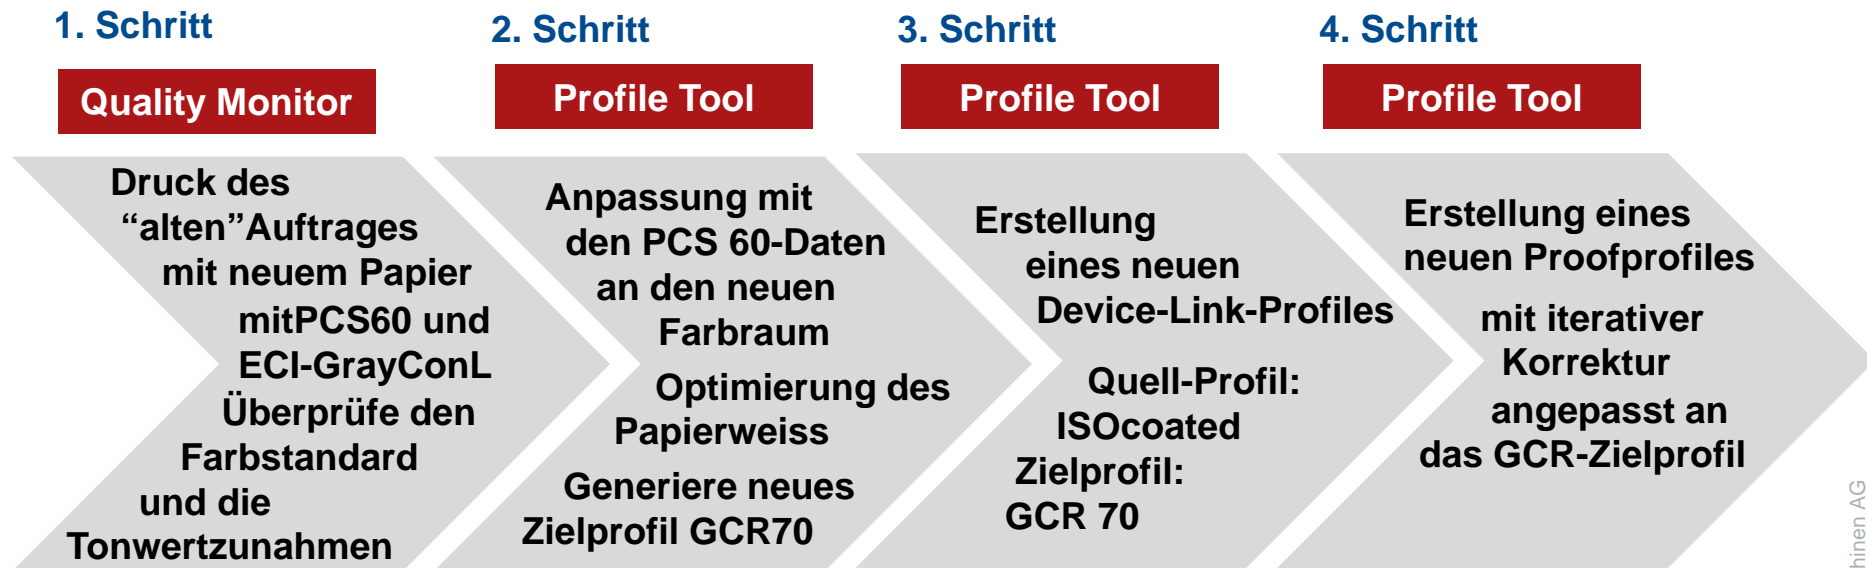 1. Schritt
Quality Monitor
Druck des
“alten”Auftrages
mit neuem Papier
mitPCS60 und
ECI-GrayConL
Überprüfe den
Farbstandard
und die
Tonwertzunahmen
2. Schritt
Profile Tool
Anpassung mit
den PCS 60-Daten
an den neuen
Farbraum
Optimierung des
Papierweiss
Generiere neues
Zielprofil GCR70
3. Schritt
Profile Tool
Erstellung
eines neuen
Device-Link-Profiles
Quell-Profil:
ISOcoated
Zielprofil:
GCR 70
4. Schritt
Profile Tool
Erstellung eines
neuen Proofprofiles
mit iterativer
Korrektur
angepasst an
das GCR-Zielprofil
hinen AG